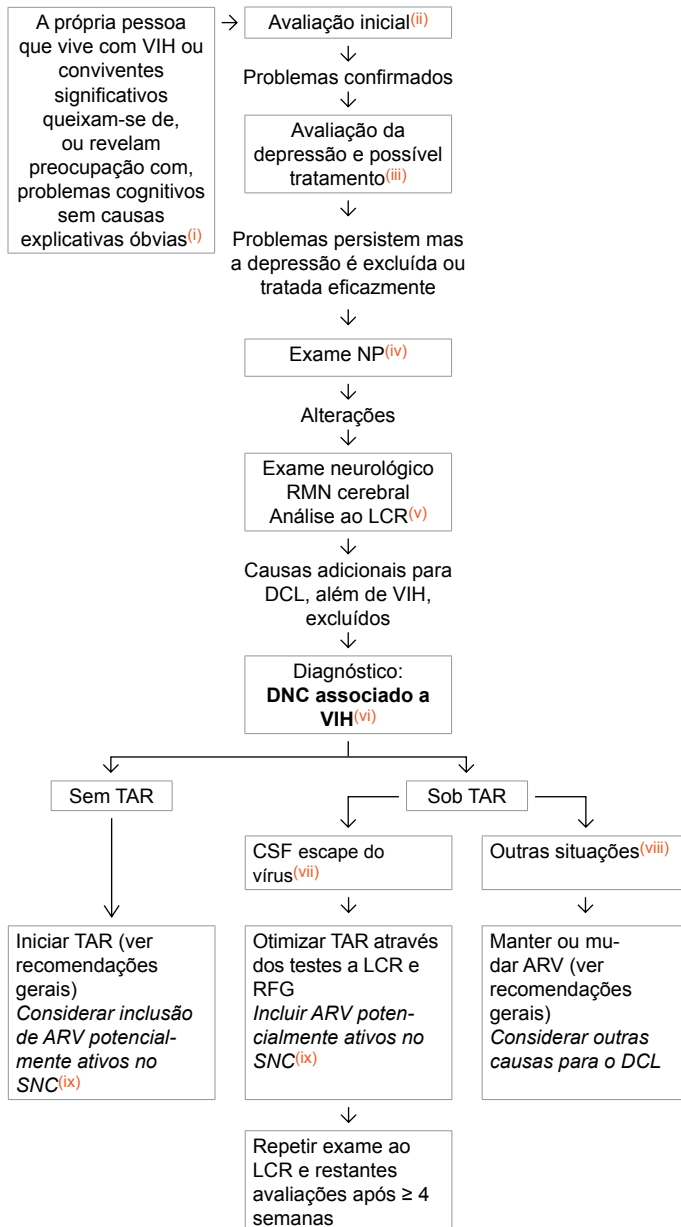 A própria pessoa
que vive com VIH ou
conviventes
significativos
queixam-se de,
ou revelam
preocupação com,
problemas cognitivos
sem causas
explicativas óbvias(i)
Avaliação inicial(ii)
Problemas confirmados
Avaliação da
depressão e possível
tratamento(iii)
Problemas persistem mas
a depressão é excluída ou
tratada eficazmente
Exame NP(iv)
Alterações
Exame neurológico
RMN cerebral
Análise ao LCR(v)
Causas adicionais para
DCL, além de VIH,
excluídos
Diagnóstico:
DNC associado a
VIH(vi)
Sem TAR
Sob TAR
CSF escape do
vírus(vii)
Outras situações(viii)
Iniciar TAR (ver
recomendações
gerais)
Considerar inclusão
de ARV potencial-
mente ativos no
SNC(ix)
Otimizar TAR através
dos testes a LCR e
RFG
Incluir ARV poten-
cialmente ativos no
SNC(ix)
Manter ou mu-
dar ARV (ver
recomendações
gerais)
Considerar outras
causas para o DCL
Repetir exame ao
LCR e restantes
avaliações após ≥ 4
semanas